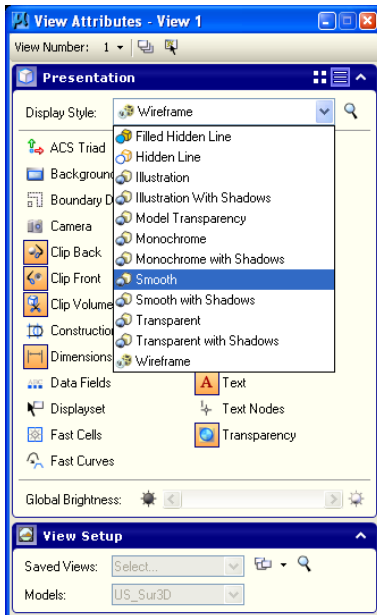 View Attributes - View 1
View Number: 1
Presentation
Display Style: Wireframe
Filled Hidden Line
ACS Triad
Hidden Line
Background
Illustration
Boundary D
Illustration With Shadows
Model Transparency
Camera
Monochrome
Clip Back
Monochrome with Shadows
Clip Front
Smooth
Clip Volume
Smooth with Shadows
Construction
Transparent
Transparent with Shadows
Dimensions
Wireframe
Data Fields
Text
Displayset
Text Nodes
Fast Cells
Transparency
Fast Curves
Global Brightness:
View Setup
Saved Views: Select...
Models: US_Sur3D